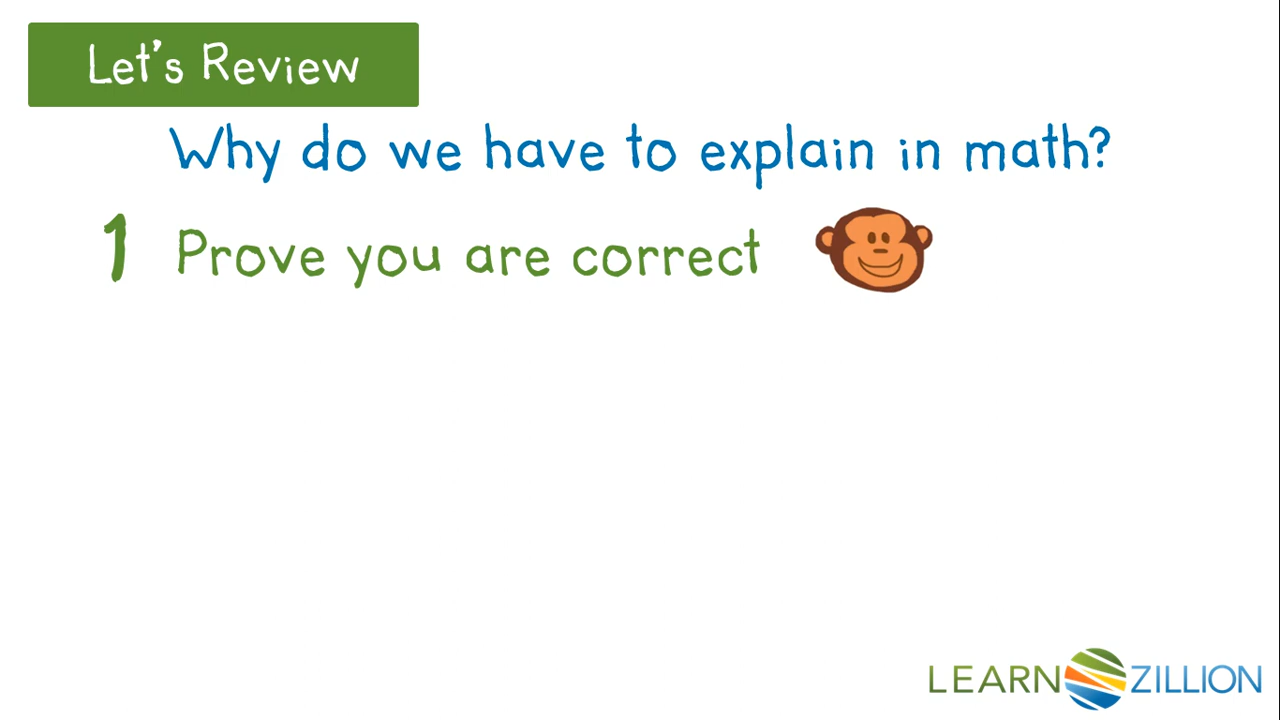 Let's Review
Why do we have to explain in math?
1 Prove you are correct
LEARNZILLION